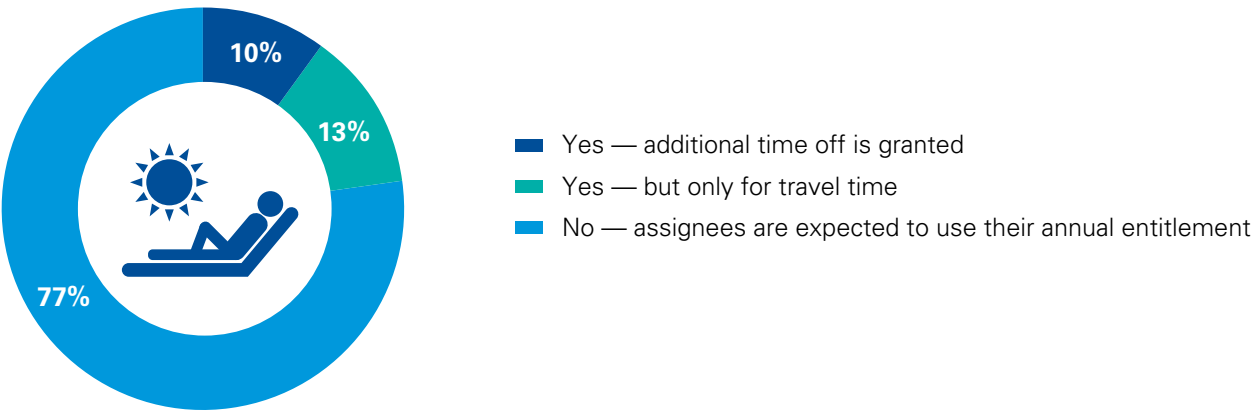 10%
13%
77%
Yes — additional time off is granted
Yes — but only for travel time
No — assignees are expected to use their annual entitlement